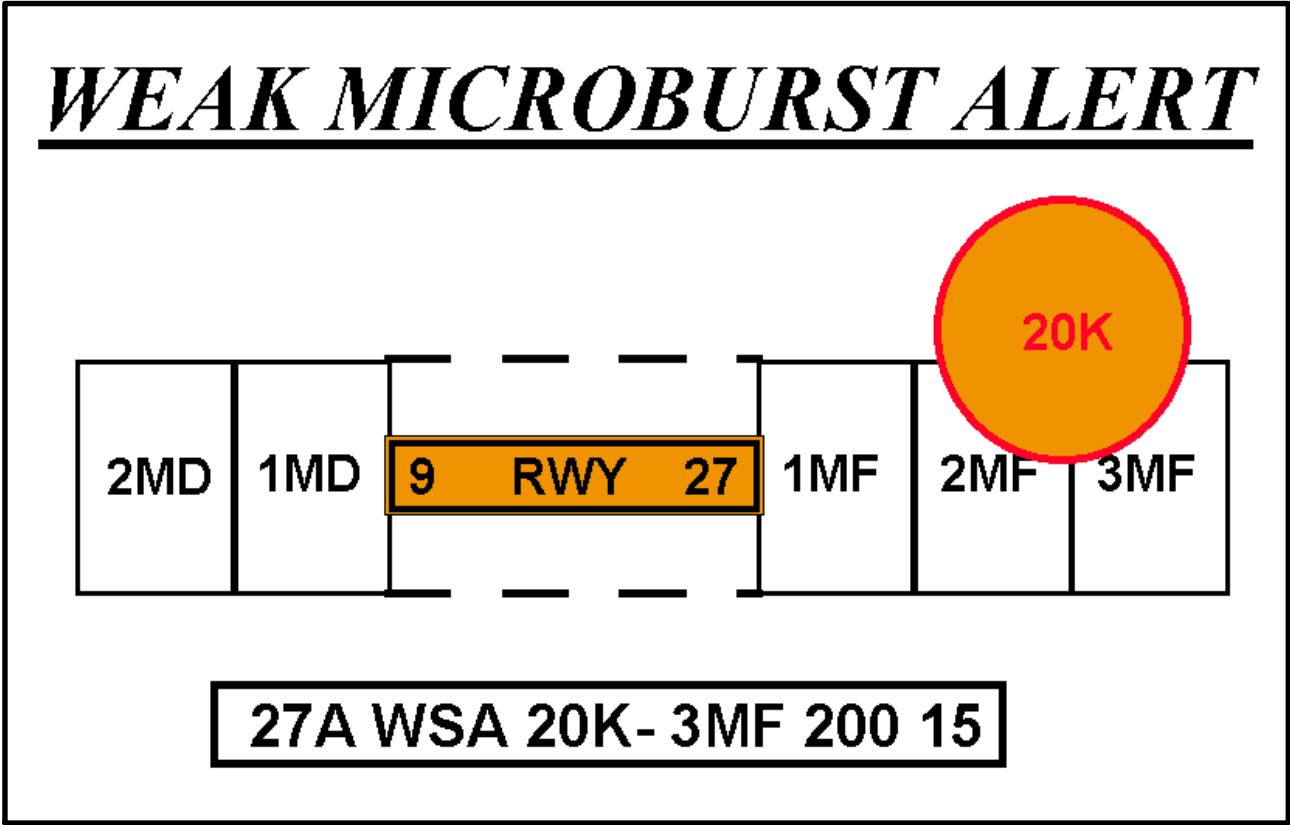 WEAK MICROBURST ALERT
20K
2MD 1MD 9 RWY 27 1MF 2MF 3MF
27A WSA 20K- 3MF 200 15